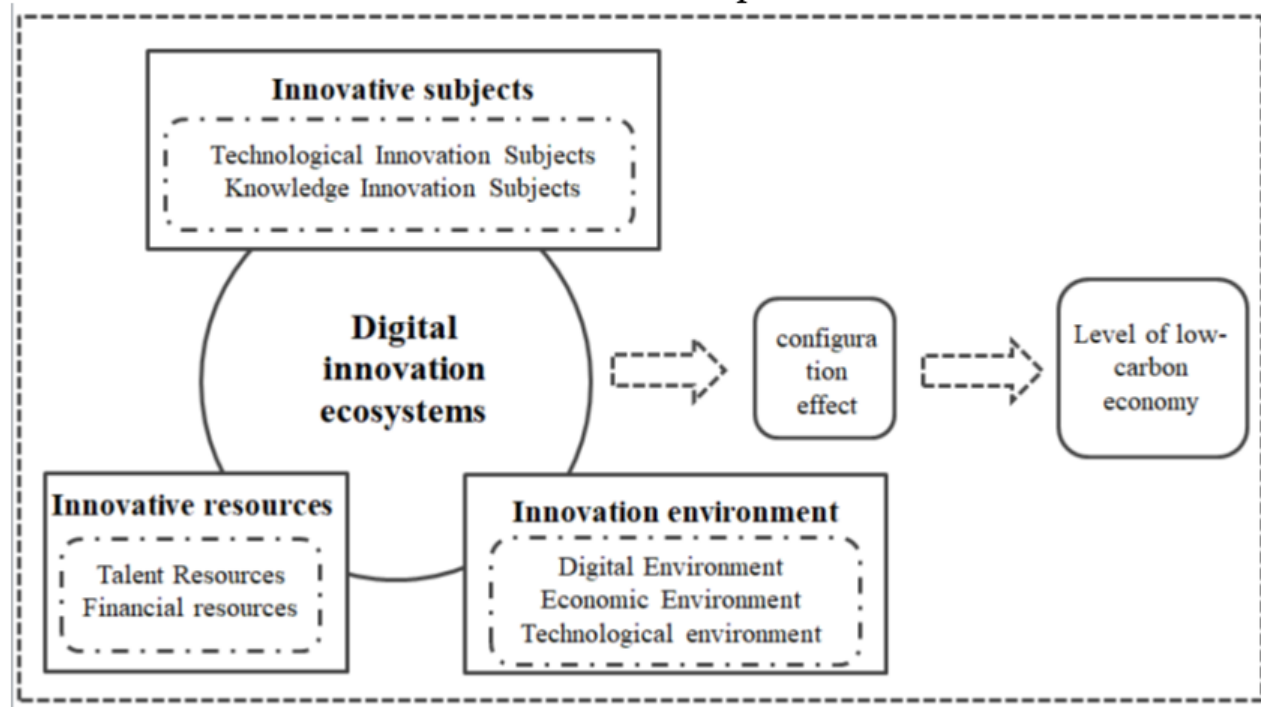 Innovative subjects
Technological Innovation Subjects
Knowledge Innovation Subjects
Digital
innovation
ecosystems
configura
tion
effect
Level of low-
carbon
economy
Innovative resources
Talent Resources
Financial resources
Innovation environment
Digital Environment
Economic Environment
Technological environment